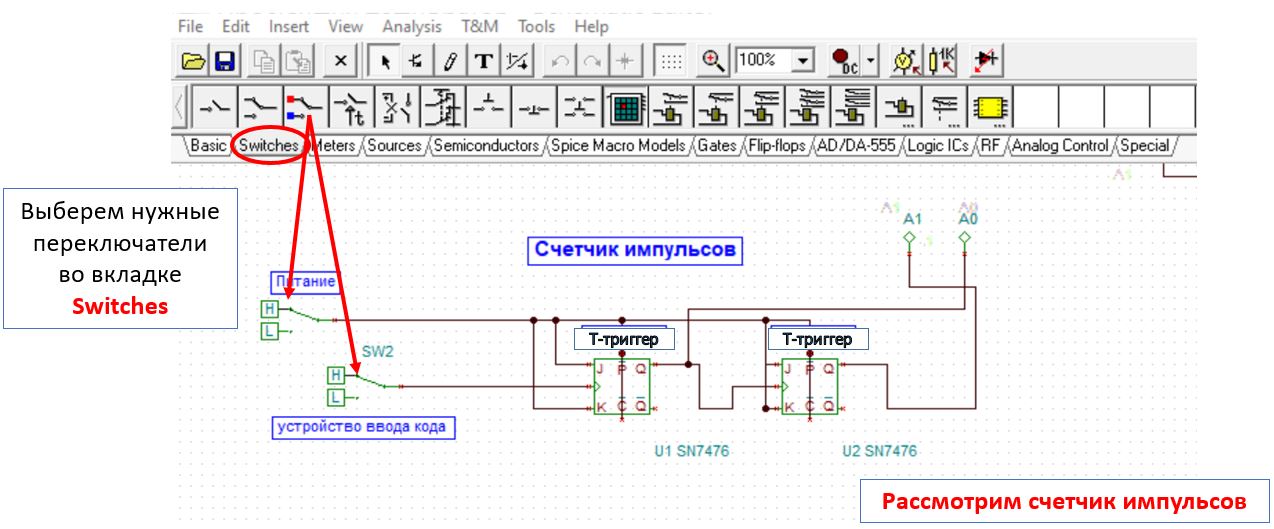 File Edit Insert View Analysis T&M Tools Help
100% DC 1K
Basic Switches Meters Sources Semiconductors Spice Macro Models Gates Flip-flops AD/DA-555 Logic ICs RF Analog Control Special
Выберем нужные
переключатели
во вкладке
Switches
Счетчик импульсов
A1 A0
Питание
H
L
SW2
H
L
устройство ввода кода
Т-триггер Т-триггер
J P Q J P Q
K C Q K C Q
U1 SN7476 U2 SN7476
Рассмотрим счетчик импульсов